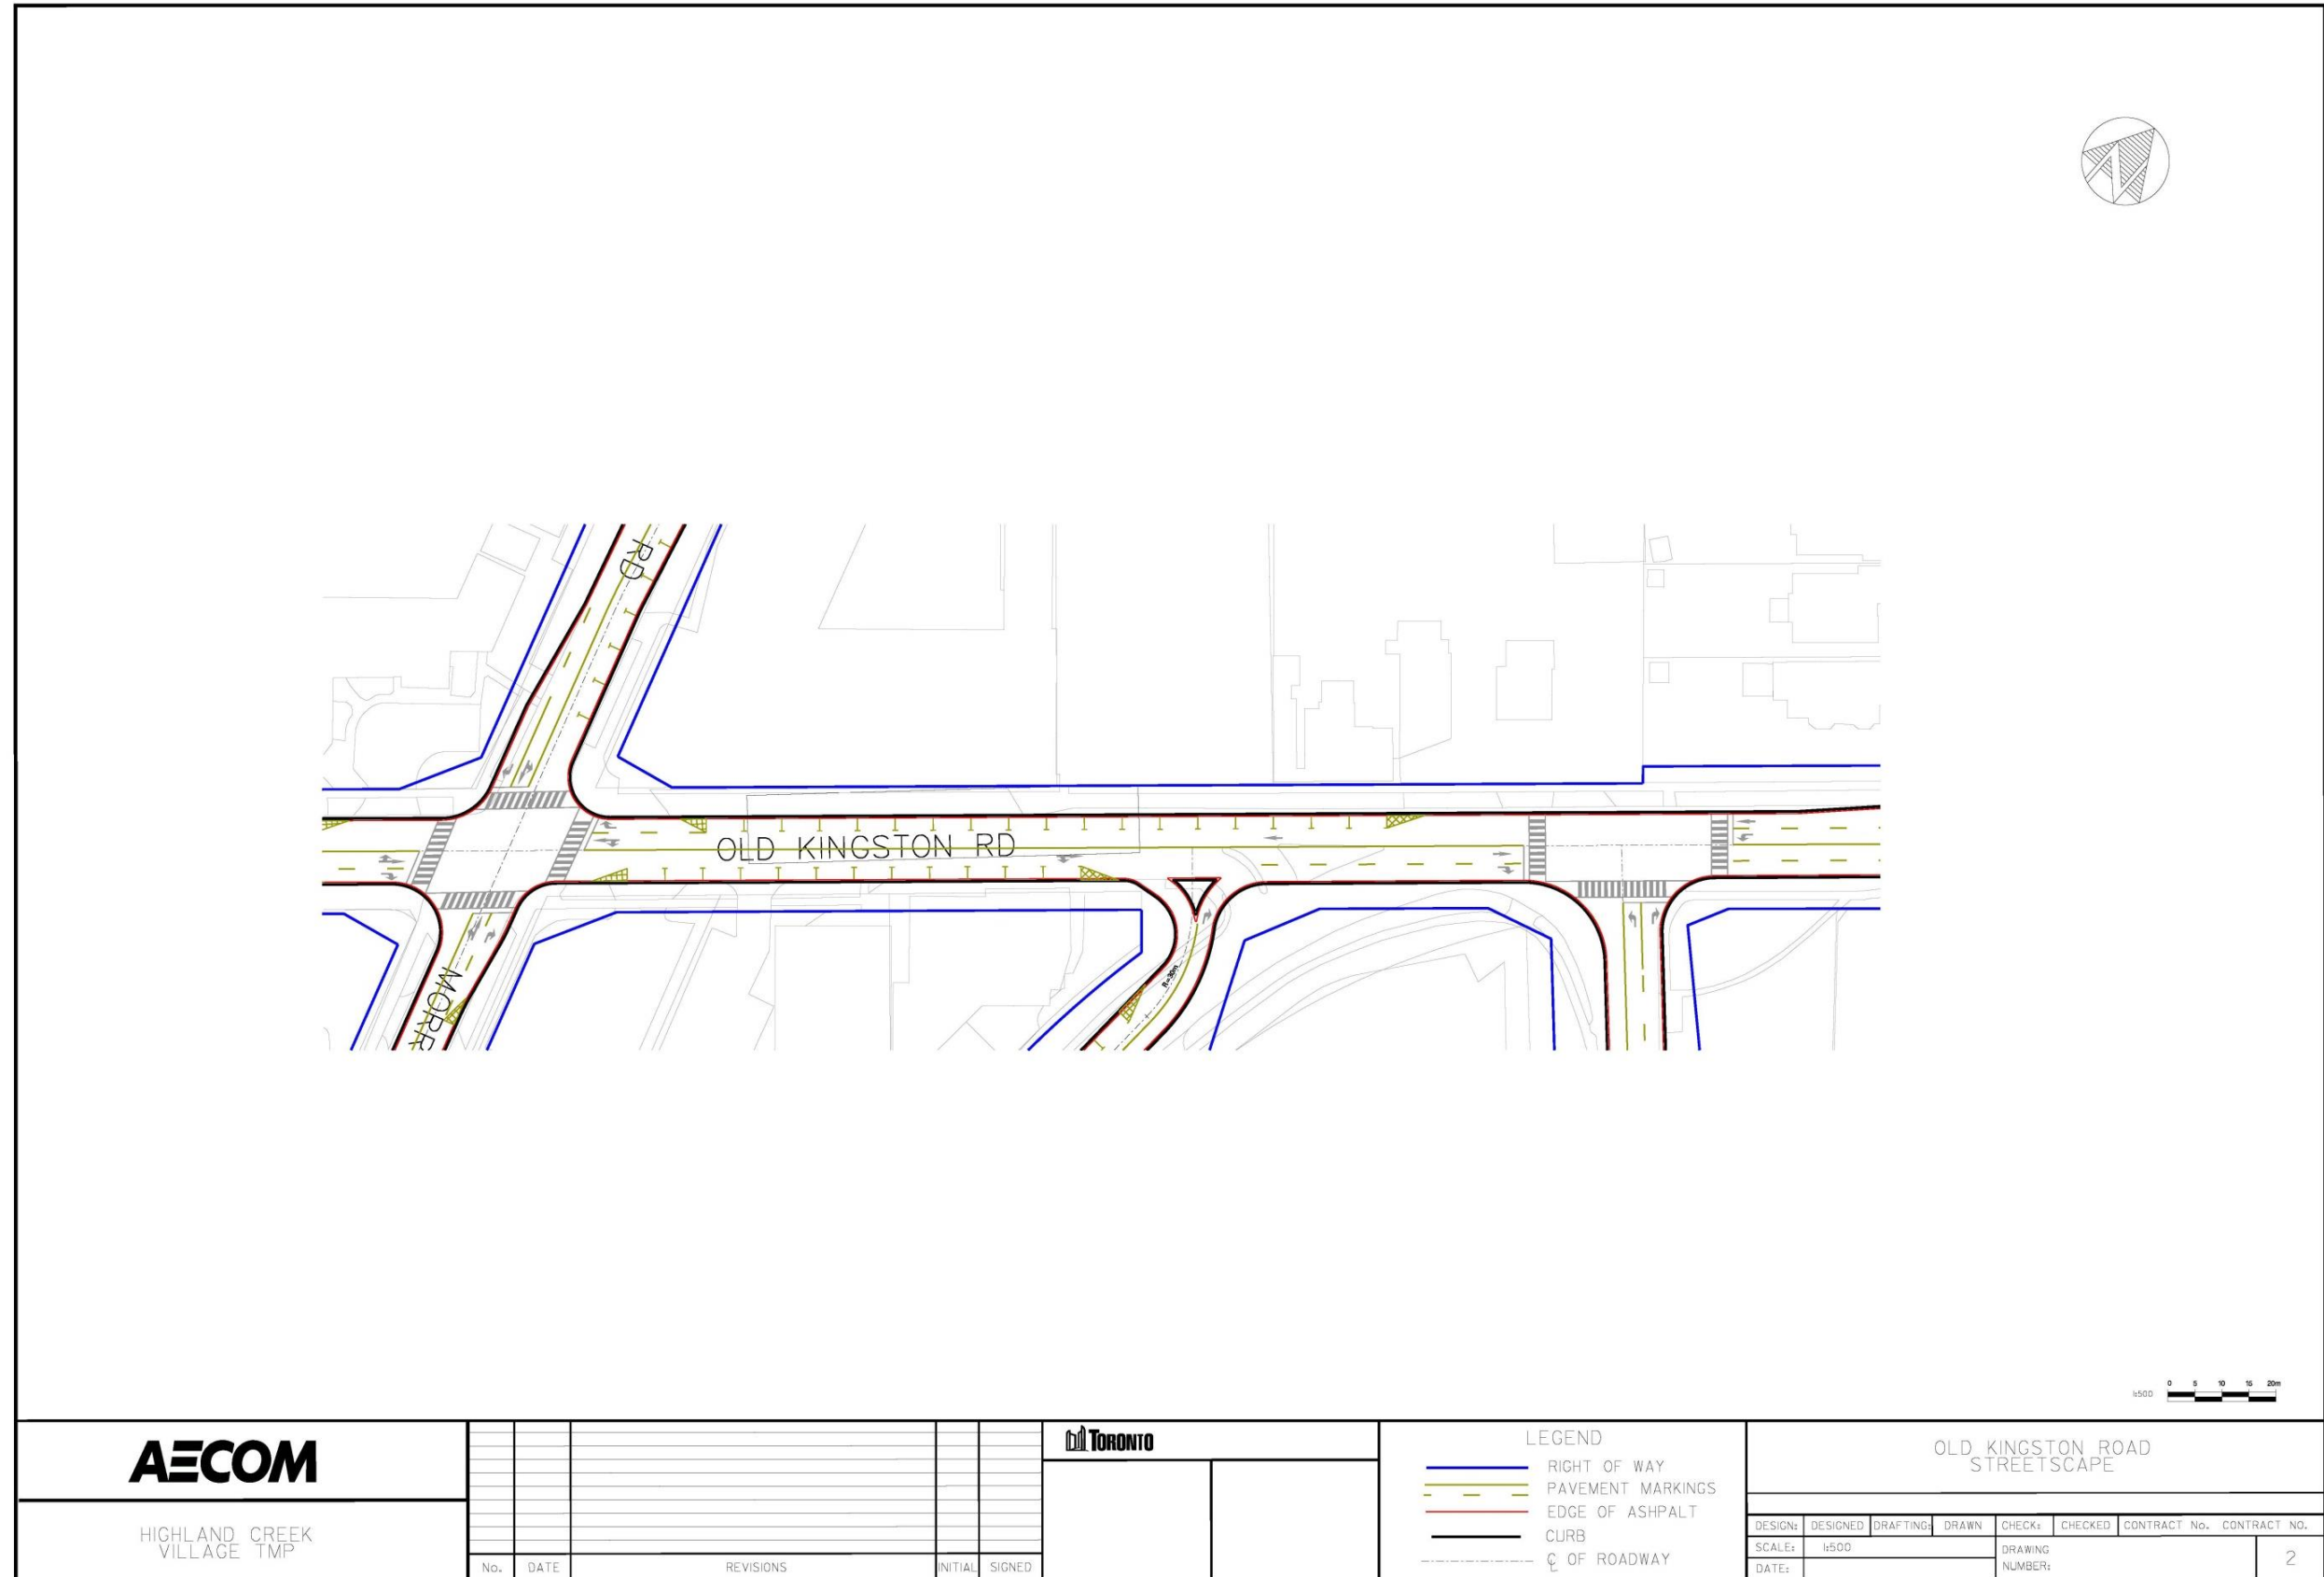 RD
OLD KINGSTON RD
R=30m
MORR
1:500
0 5 10 15 20m
AECOM
HIGHLAND CREEK
VILLAGE TMP
No. DATE REVISIONS INITIAL SIGNED
TORONTO
LEGEND
RIGHT OF WAY
PAVEMENT MARKINGS
EDGE OF ASHPALT
CURB
℄ OF ROADWAY
OLD KINGSTON ROAD
STREETSCAPE
DESIGN: DESIGNED DRAFTING: DRAWN CHECK: CHECKED CONTRACT No. CONTRACT NO.
SCALE: 1:500
DRAWING
NUMBER:
2
DATE: